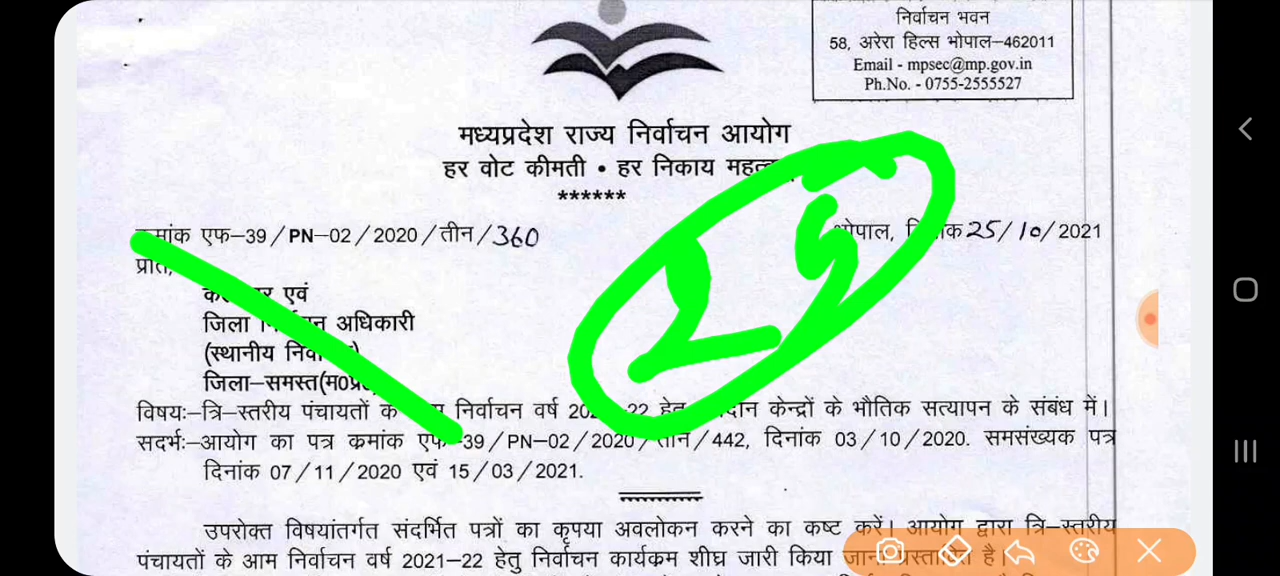 निर्वाचन भवन
58, अरेरा हिल्स भोपाल–462011
Email - mpsec@mp.gov.in
Ph.No. - 0755-2555527
मध्यप्रदेश राज्य निर्वाचन आयोग
हर वोट कीमती • हर निकाय
******
एफ–39/PN–02/2020/तीन/360
25/10/2021
25
एवं
जिला अधिकारी
(स्थानीय
जिला–समस्त
विषयः–त्रि–स्तरीय पंचायतों निर्वाचन वर्ष केन्द्रों के भौतिक सत्यापन के संबंध में।
सदर्भः–आयोग का पत्र क्रमांक 39/PN–02/2020/तीन/442, दिनांक 03/10/2020. समसंख्यक पत्र
दिनांक 07/11/2020 एवं 15/03/2021.
उपरोक्त विषयांतर्गत संदर्भित पत्रों का कृपया अवलोकन करने का कष्ट करें। आयोग द्वारा त्रि–स्तरीय
पंचायतों के आम निर्वाचन वर्ष 2021–22 हेतु निर्वाचन कार्यकम शीघ्र जारी किया जाना प्रस्तावित है।